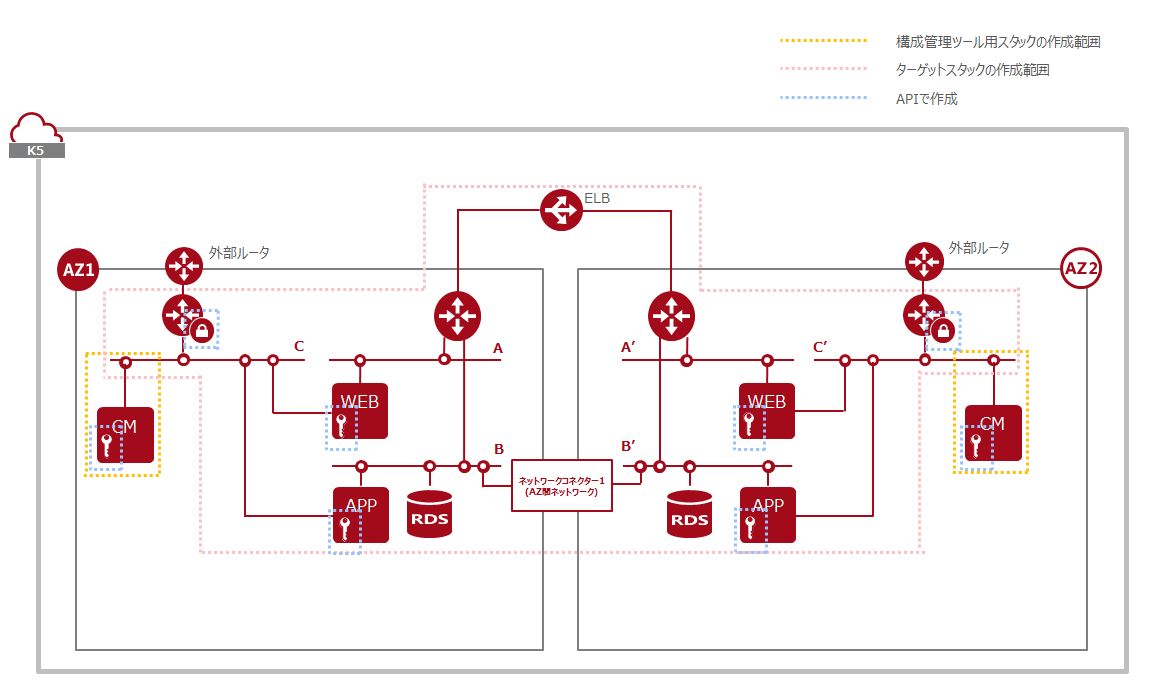 構成管理ツール用スタックの作成範囲
ターゲットスタックの作成範囲
APIで作成
K5
ELB
外部ルータ
外部ルータ
AZ1
AZ2
C
A
A′
C′
WEB
WEB
CM
CM
B
B′
ネットワークコネクター1
(AZ間ネットワーク)
APP
RDS
RDS
APP